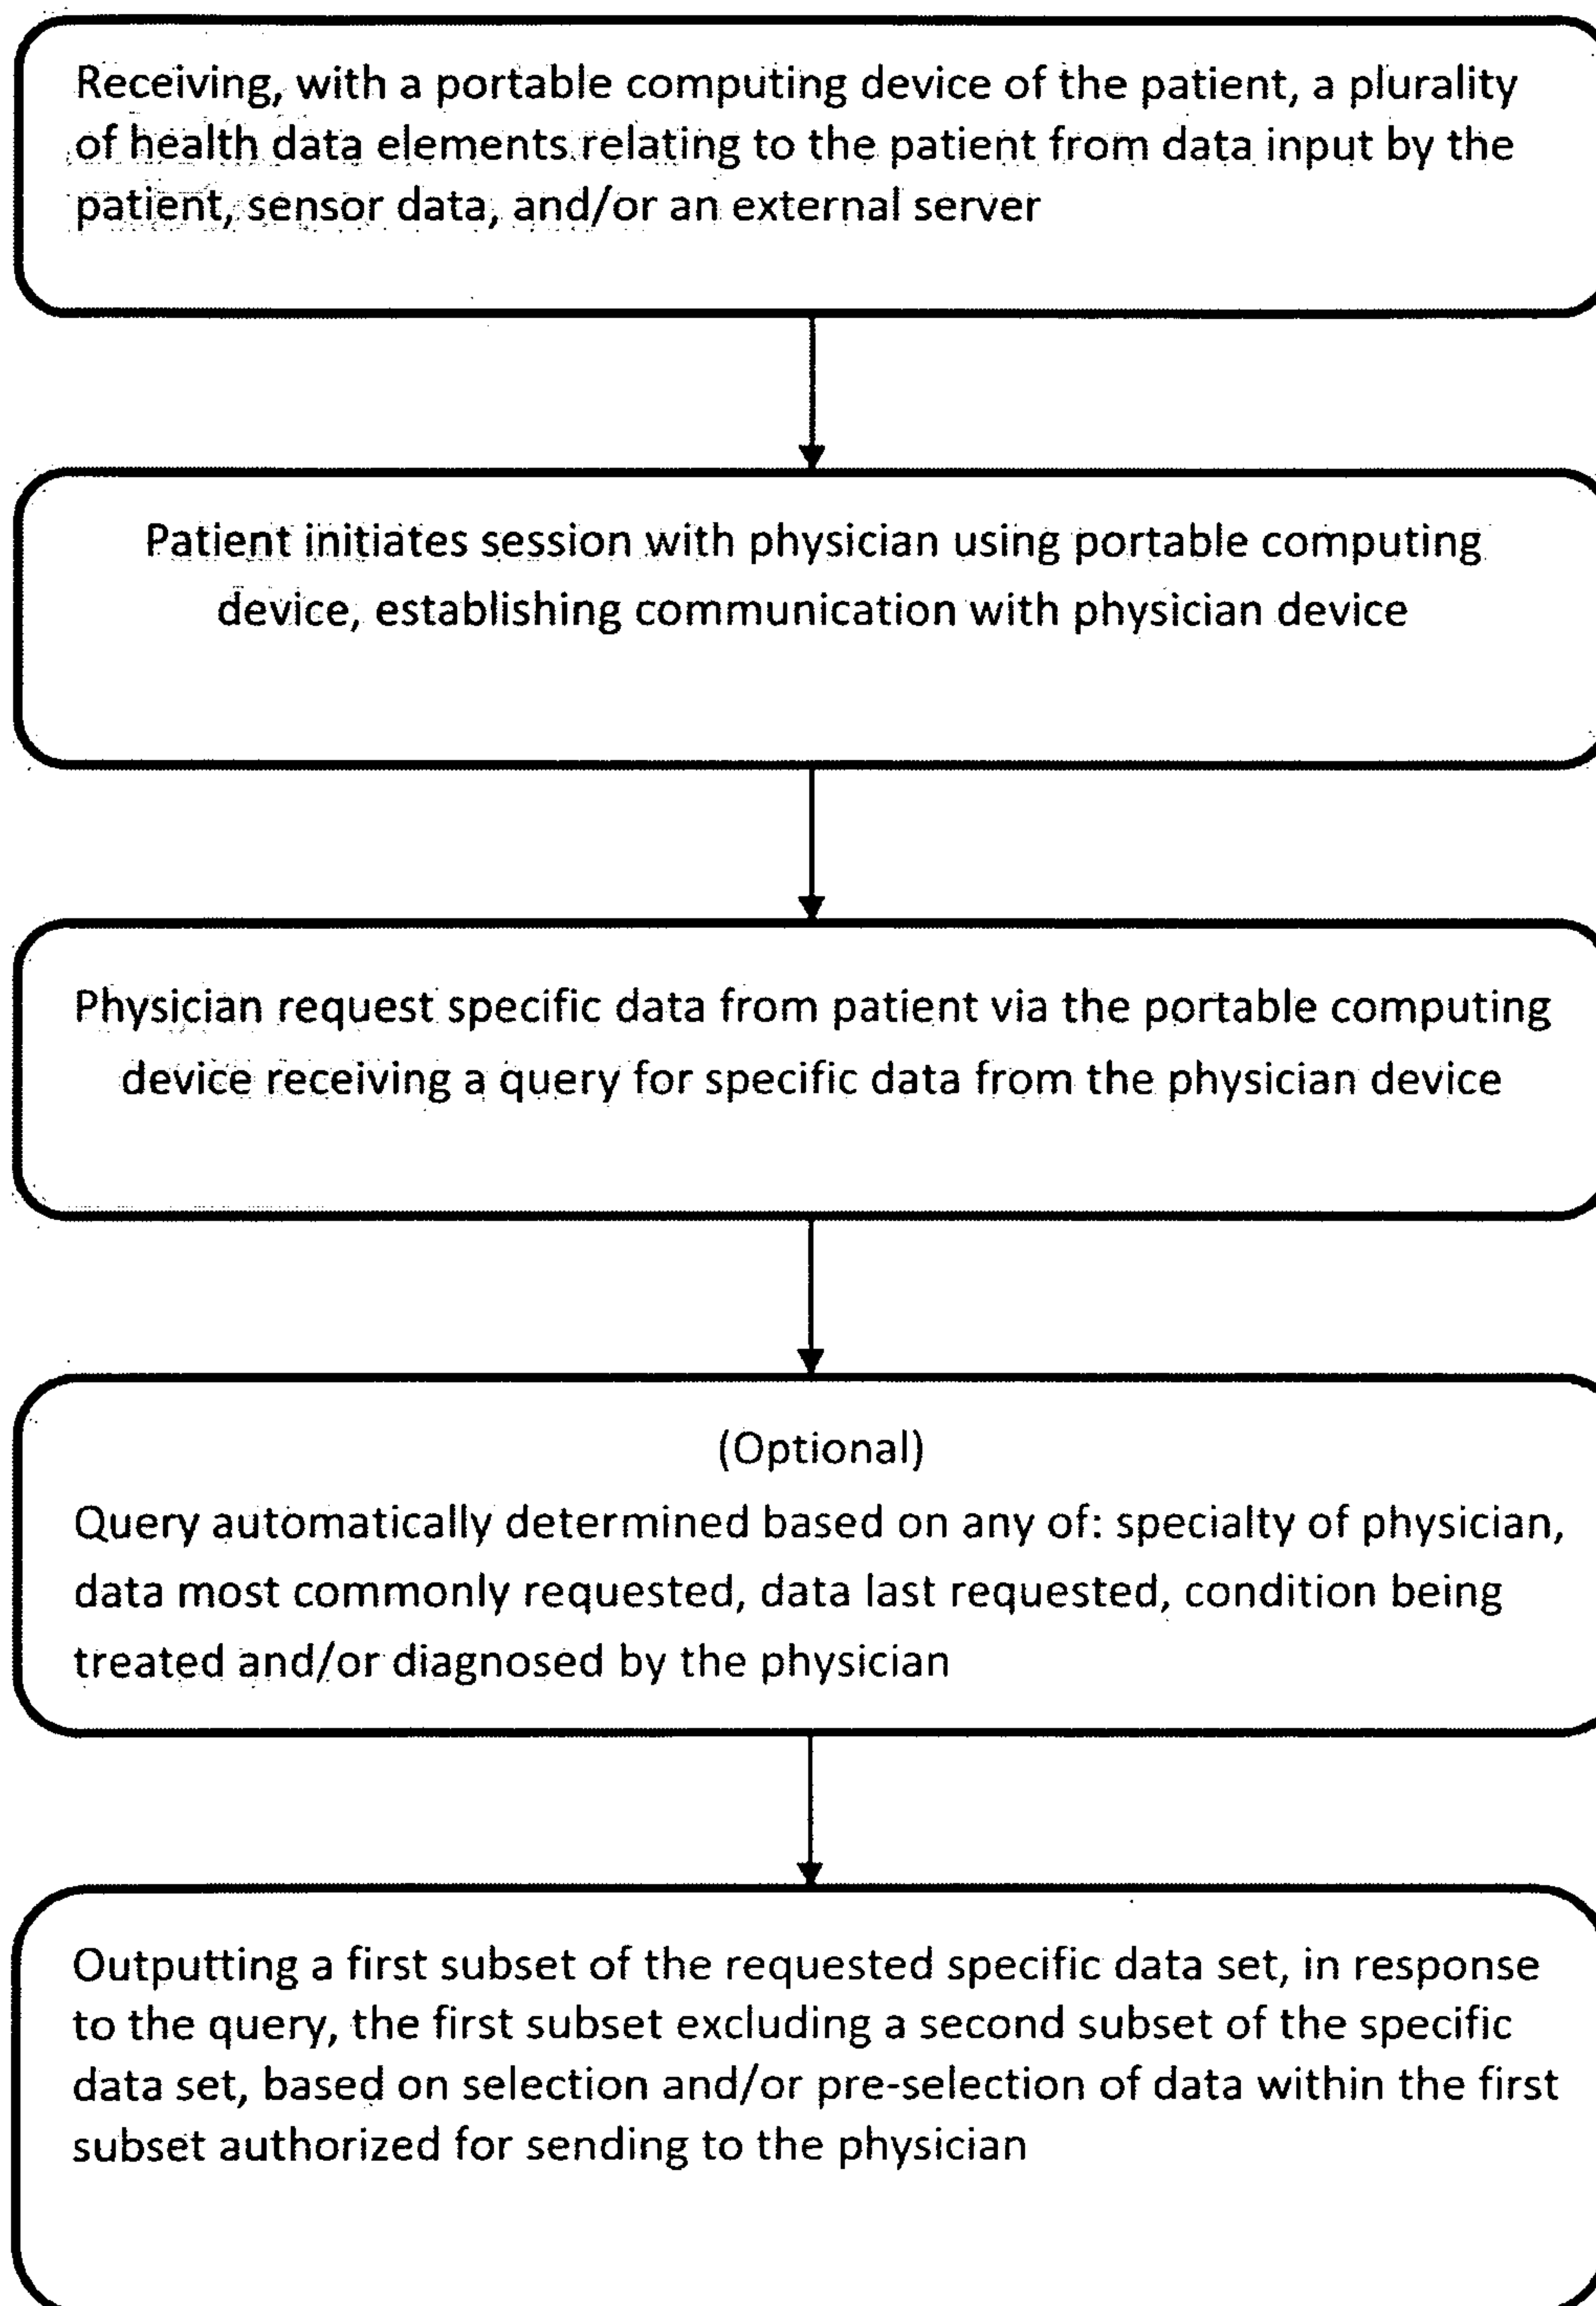 Receiving, with a portable computing device of the patient, a plurality
of health data elements relating to the patient from data input by the
patient, sensor data, and/or an external server
Patient initiates session with physician using portable computing
device, establishing communication with physician device
Physician request specific data from patient via the portable computing
device receiving a query for specific data from the physician device
(Optional)
Query automatically determined based on any of: specialty of physician,
data most commonly requested, data last requested, condition being
treated and/or diagnosed by the physician
Outputting a first subset of the requested specific data set, in response
to the query, the first subset excluding a second subset of the specific
data set, based on selection and/or pre-selection of data within the first
subset authorized for sending to the physician